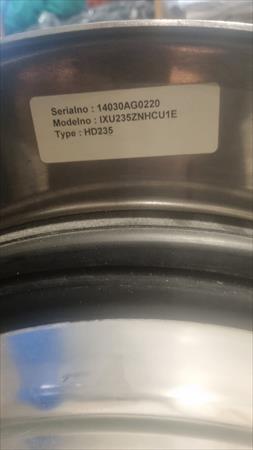 Serialno : 14030AG0220
Modelno : IXU235ZNHCU1E
Type : HD235